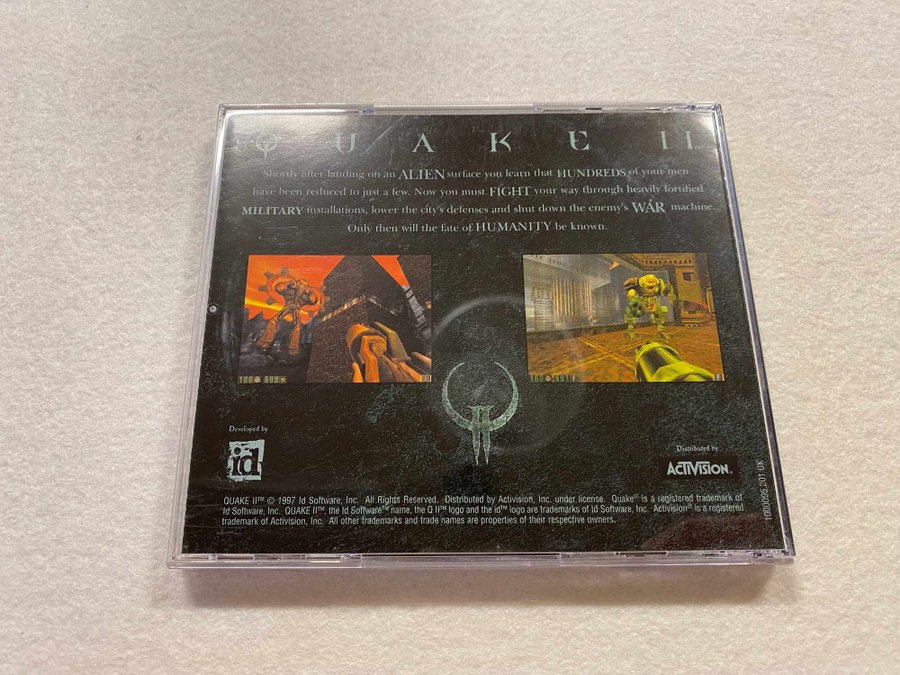 QUAKE II
Shortly after landing on an ALIEN surface you learn that HUNDREDS of your men
have been reduced to just a few. Now you must FIGHT your way through heavily fortified
MILITARY installations, lower the city's defenses and shut down the enemy's WAR machine.
Only then will the fate of HUMANITY be known.
Developed by
id
Distributed by
ACTIVISION.
QUAKE II™ © 1997 Id Software, Inc. All Rights Reserved. Distributed by Activision, Inc. under license. Quake® is a registered trademark of
Id Software, Inc. QUAKE II™, the Id Software™ name, the Q II™ logo and the id™ logo are trademarks of Id Software, Inc. Activision® is a registered
trademark of Activision, Inc. All other trademarks and trade names are properties of their respective owners.